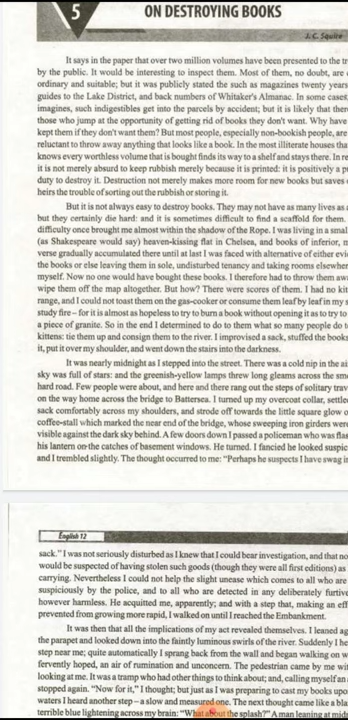 5
ON DESTROYING BOOKS
J. C. Squire
It says in the paper that over two million volumes have been presented to the tr
by the public. It would be interesting to inspect them. Most of them, no doubt, are
ordinary and suitable; but it was publicly stated the such as magazines twenty years
guides to the Lake District, and back numbers of Whitaker's Almanac. In some cases,
imagines, such indigestibles get into the parcels by accident; but it is likely that ther
those who jump at the opportunity of getting rid of books they don't want. Why have
kept them if they don't want them? But most people, especially non-bookish people, are
reluctant to throw away anything that looks like a book. In the most illiterate houses tha
knows every worthless volume that is bought finds its way to a shelf and stays there. In re
it is not merely absurd to keep rubbish merely because it is printed: it is positively a p
duty to destroy it. Destruction not merely makes more room for new books but saves
heirs the trouble of sorting out the rubbish or storing it.
But it is not always easy to destroy books. They may not have as many lives as
but they certainly die hard: and it is sometimes difficult to find a scaffold for them.
difficulty once brought me almost within the shadow of the Rope. I was living in a smal
(as Shakespeare would say) heaven-kissing flat in Chelsea, and books of inferior,
verse gradually accumulated there until at last I was faced with alternative of either evi
the books or else leaving them in sole, undisturbed tenancy and taking rooms elsewher
myself. Now no one would have bought these books. I therefore had to throw them aw
wipe them off the map altogether. But how? There were scores of them. I had no kit
range, and I could not toast them on the gas-cooker or consume them leaf by leaf in my s
study fire – for it is almost as hopeless to try to burn a book without opening it as to try to
a piece of granite. So in the end I determined to do to them what so many people do t
kittens: tie them up and consign them to the river. I improvised a sack, stuffed the books
it, put it over my shoulder, and went down the stairs into the darkness.
It was nearly midnight as I stepped into the street. There was a cold nip in the ai
sky was full of stars: and the greenish-yellow lamps threw long gleams across the sm
hard road. Few people were about, and here and there rang out the steps of solitary trav
on the way home across the bridge to Battersea. I turned up my overcoat collar, settle
sack comfortably across my shoulders, and strode off towards the little square glow o
coffee-stall which marked the near end of the bridge, whose sweeping iron girders were
visible against the dark sky behind. A few doors down I passed a policeman who was flas
his lantern on the catches of basement windows. He turned. I fancied he looked suspic
and I trembled slightly. The thought occurred to me: "Perhaps he suspects I have swag i
English 12
sack." I was not seriously disturbed as I knew that I could bear investigation, and that no
would be suspected of having stolen such goods (though they were all first editions) as
carrying. Nevertheless I could not help the slight unease which comes to all who are
suspiciously by the police, and to all who are detected in any deliberately furtiv
however harmless. He acquitted me, apparently; and with a step that, making an eff
prevented from growing more rapid, I walked on until I reached the Embankment.
It was then that all the implications of my act revealed themselves. I leaned ag
the parapet and looked down into the faintly luminous swirls of the river. Suddenly I he
step near me; quite automatically I sprang back from the wall and began walking on w
fervently hoped, an air of rumination and unconcern. The pedestrian came by me wi
looking at me. It was a tramp who had other things to think about; and, calling myself an
stopped again. "Now for it," I thought; but just as I was preparing to cast my books upo
waters I heard another step – a slow and measured one. The next thought
terrible blue lightening across my brain: "What about the splash?" A man leaning at mid